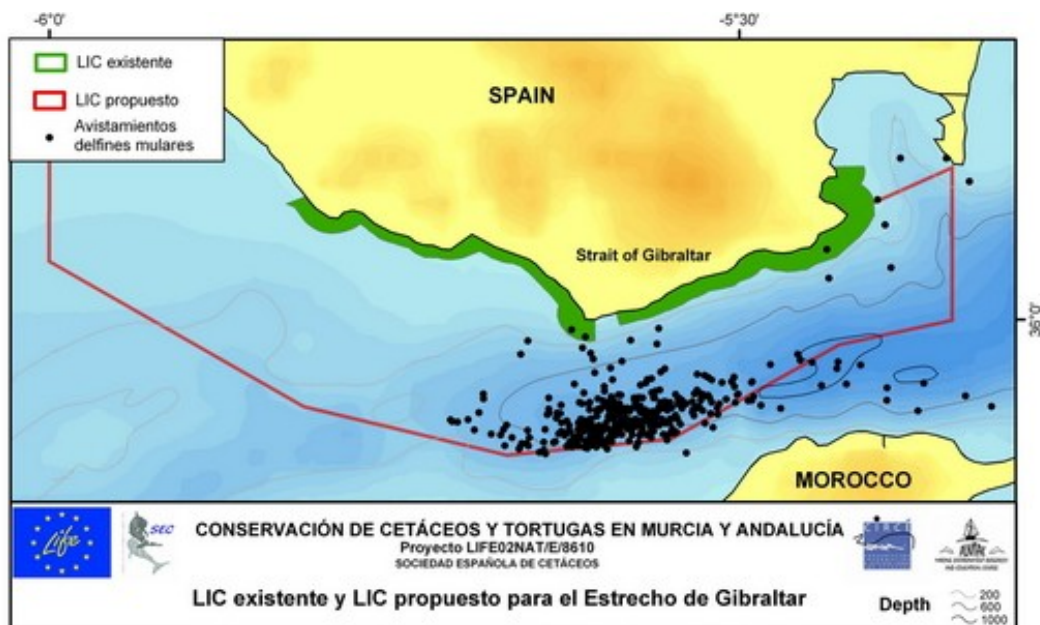 -6°0'
-5°30'
LIC existente
LIC propuesto
Avistamientos
delfines mulares
SPAIN
Strait of Gibraltar
36°0'
MOROCCO
Life
SEC
CONSERVACIÓN DE CETÁCEOS Y TORTUGAS EN MURCIA Y ANDALUCÍA
Proyecto LIFE02NAT/E/8610
SOCIEDAD ESPAÑOLA DE CETÁCEOS
LIC existente y LIC propuesto para el Estrecho de Gibraltar
Depth
200
600
1000